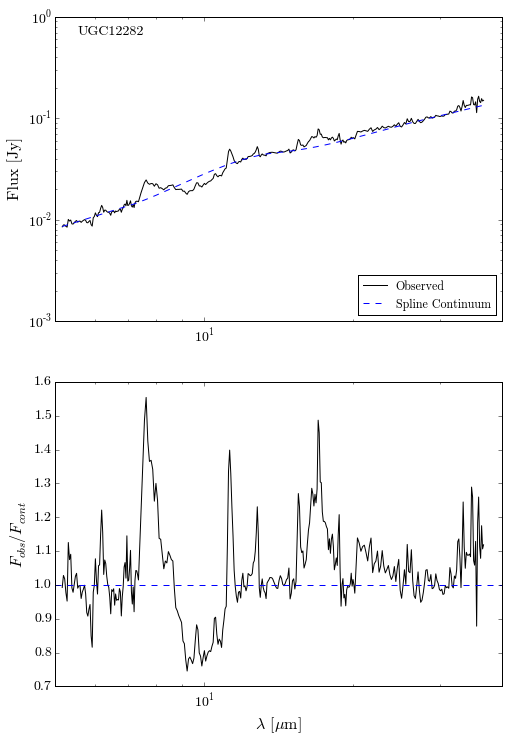 UGC12282
10^0
10^-1
10^-2
10^-3
Flux [Jy]
10^1
Observed
Spline Continuum
1.6
1.5
1.4
1.3
1.2
1.1
1.0
0.9
0.8
0.7
F_obs/F_cont
10^1
λ [μm]